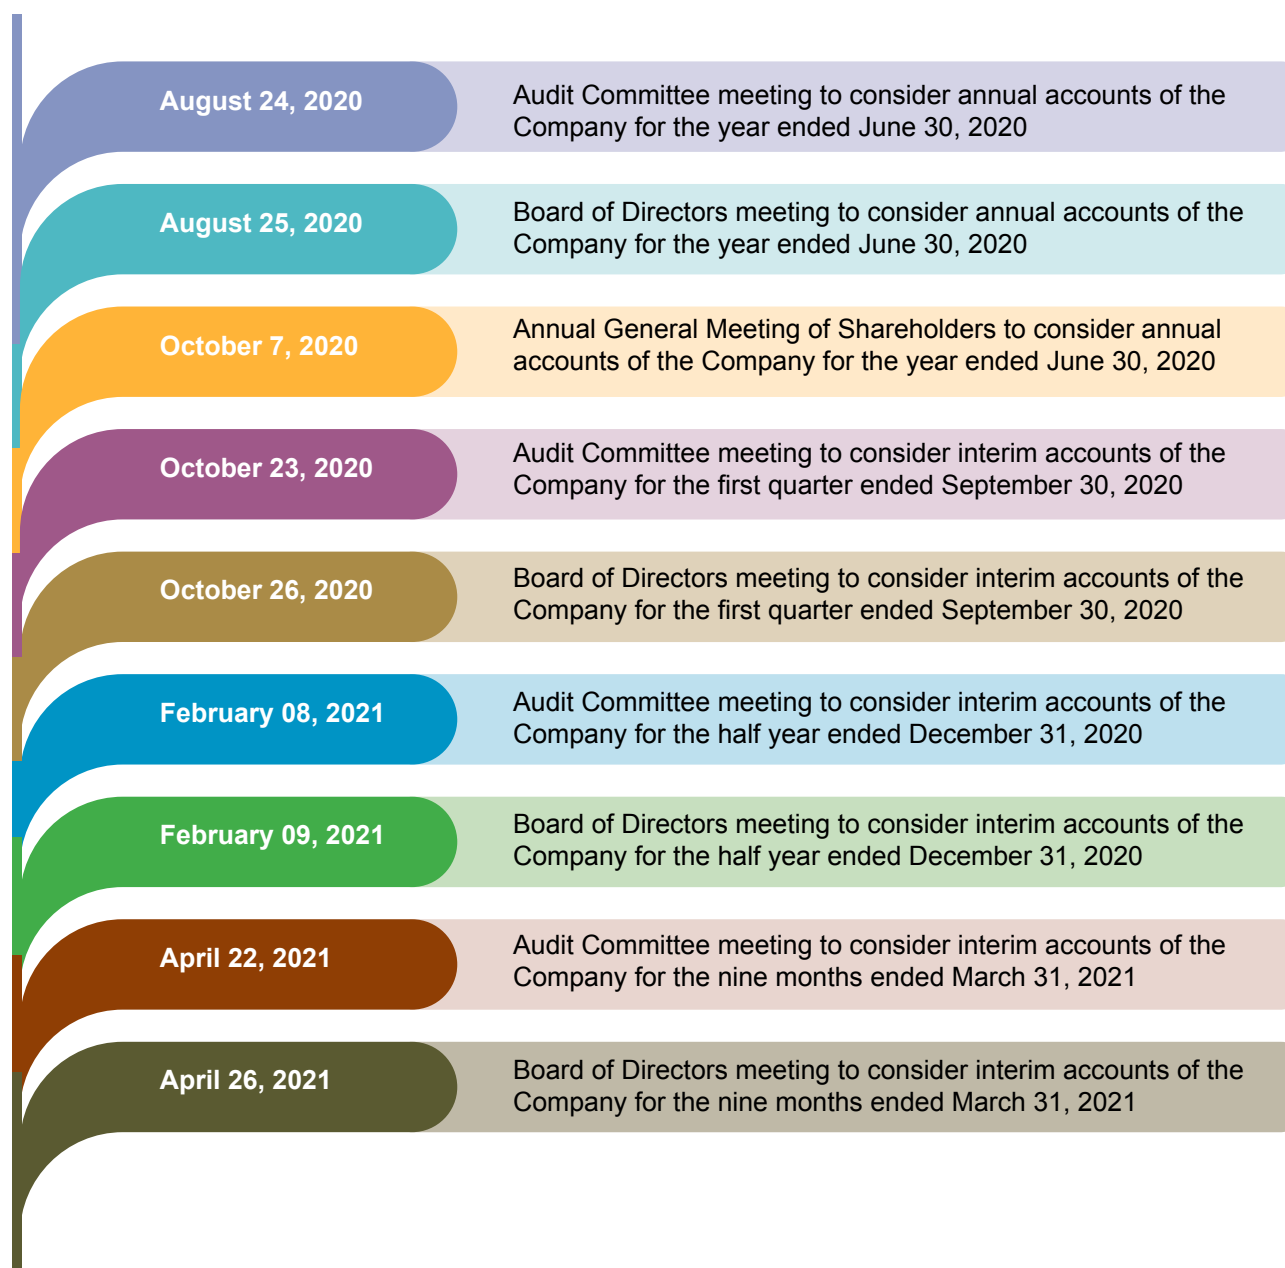 August 24, 2020
Audit Committee meeting to consider annual accounts of the
Company for the year ended June 30, 2020
August 25, 2020
Board of Directors meeting to consider annual accounts of the
Company for the year ended June 30, 2020
October 7, 2020
Annual General Meeting of Shareholders to consider annual
accounts of the Company for the year ended June 30, 2020
October 23, 2020
Audit Committee meeting to consider interim accounts of the
Company for the first quarter ended September 30, 2020
October 26, 2020
Board of Directors meeting to consider interim accounts of the
Company for the first quarter ended September 30, 2020
February 08, 2021
Audit Committee meeting to consider interim accounts of the
Company for the half year ended December 31, 2020
February 09, 2021
Board of Directors meeting to consider interim accounts of the
Company for the half year ended December 31, 2020
April 22, 2021
Audit Committee meeting to consider interim accounts of the
Company for the nine months ended March 31, 2021
April 26, 2021
Board of Directors meeting to consider interim accounts of the
Company for the nine months ended March 31, 2021